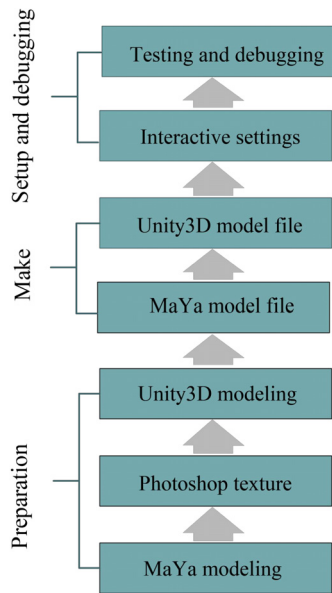 Setup and debugging
Testing and debugging
Interactive settings
Make
Unity3D model file
MaYa model file
Preparation
Unity3D modeling
Photoshop texture
MaYa modeling